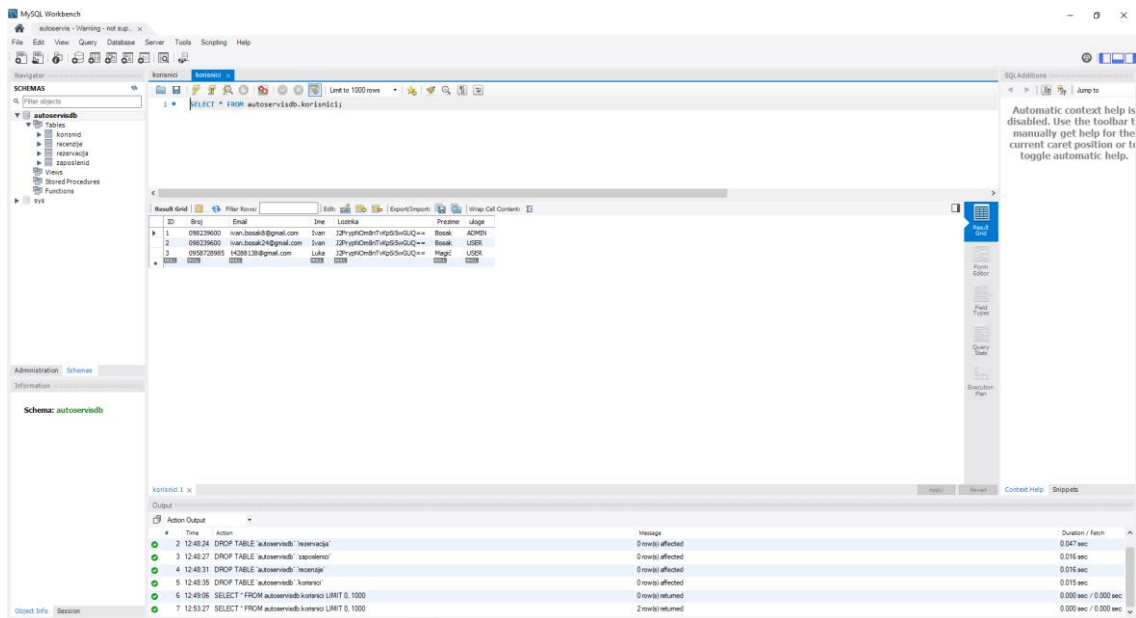 MySQL Workbench
autoservis - Warning - not sup...
File Edit View Query Database Server Tools Scripting Help
Navigator
SCHEMAS
Filter objects
autoservisdb
Tables
korisnici
recenzije
rezervacija
zaposlenici
Views
Stored Procedures
Functions
sys
Administration Schemas
Information
Schema: autoservisdb
Object Info Session
korisnici korisnici
Limit to 1000 rows
1 SELECT * FROM autoservisdb.korisnici;
Result Grid Filter Rows: Edit: Export/Import: Wrap Cell Content:
ID Broj Email Ime Lozinka Prezime uloge
1 098239600 ivan.bosak8@gmail.com Ivan Bosak ADMIN
2 098239600 ivan.bosak24@gmail.com Ivan Bosak USER
3 0958728985 t4288138@gmail.com Luka Magić USER
NULL NULL NULL NULL NULL NULL NULL
Result Grid
Form Editor
Field Types
Query Stats
Execution Plan
korisnici 1 Apply Revert
Output
Action Output
# Time Action Message Duration / Fetch
2 12:48:24 DROP TABLE `autoservisdb`.`rezervacija` 0 row(s) affected 0.047 sec
3 12:48:27 DROP TABLE `autoservisdb`.`zaposlenici` 0 row(s) affected 0.016 sec
4 12:48:31 DROP TABLE `autoservisdb`.`recenzije` 0 row(s) affected 0.016 sec
5 12:48:35 DROP TABLE `autoservisdb`.`korisnici` 0 row(s) affected 0.015 sec
6 12:49:06 SELECT * FROM autoservisdb.korisnici LIMIT 0, 1000 0 row(s) returned 0.000 sec / 0.000 sec
7 12:53:27 SELECT * FROM autoservisdb.korisnici LIMIT 0, 1000 2 row(s) returned 0.000 sec / 0.000 sec
SQLAdditions
Jump to
Automatic context help is
disabled. Use the toolbar t
manually get help for the
current caret position or to
toggle automatic help.
Context Help Snippets